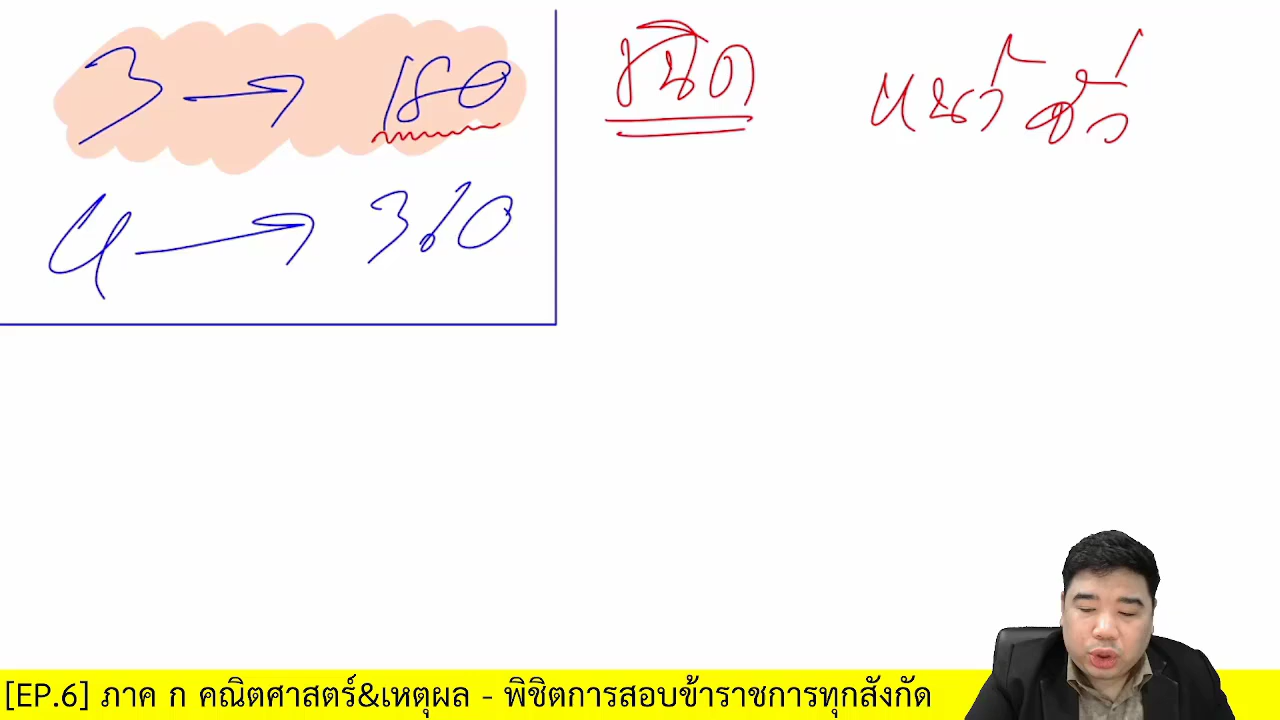 3 → 180
4 → 360
ชนิด
หน้าจั่ว
[EP.6] ภาค ก คณิตศาสตร์&เหตุผล - พิชิตการสอบข้าราชการทุกสังกัด